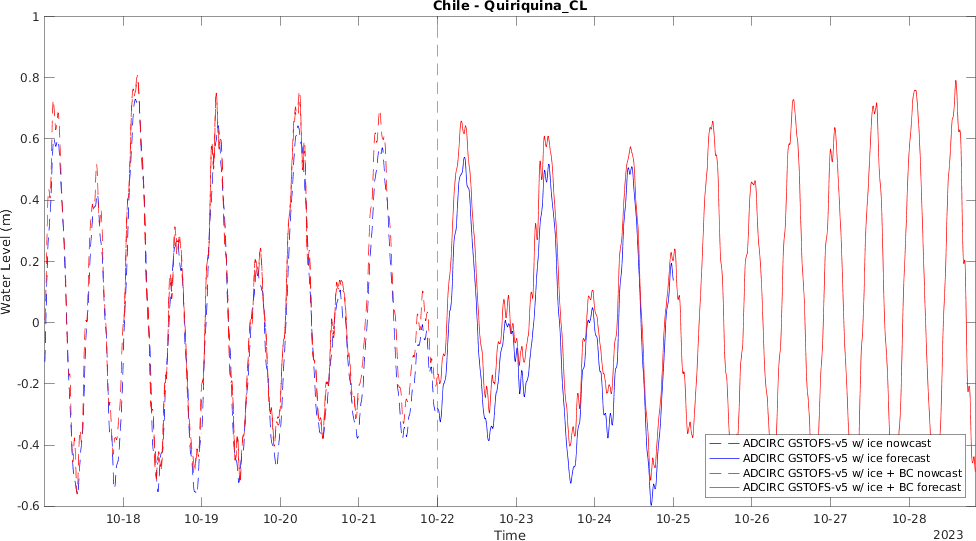 Chile - Quiriquina_CL
Water Level (m)
1
0.8
0.6
0.4
0.2
0
-0.2
-0.4
-0.6
ADCIRC GSTOFS-v5 w/ ice nowcast
ADCIRC GSTOFS-v5 w/ ice forecast
ADCIRC GSTOFS-v5 w/ ice + BC nowcast
ADCIRC GSTOFS-v5 w/ ice + BC forecast
10-18 10-19 10-20 10-21 10-22 10-23 10-24 10-25 10-26 10-27 10-28
Time
2023